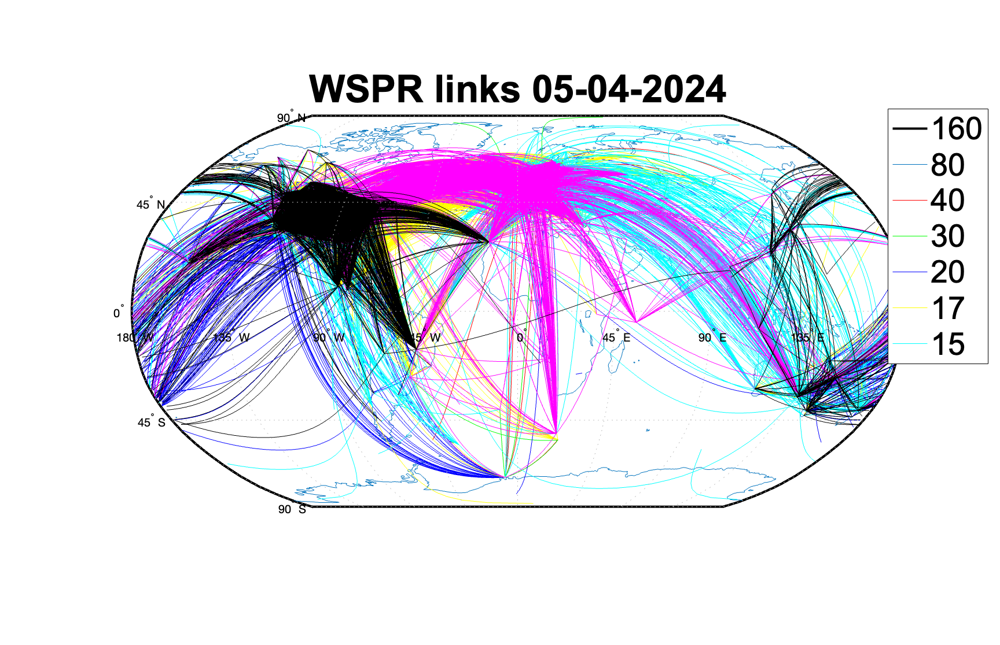 WSPR links 05-04-2024
90° N
45° N
0°
180° W
135° W
90° W
45° W
0°
45° E
90° E
135° E
45° S
90° S
160
80
40
30
20
17
15